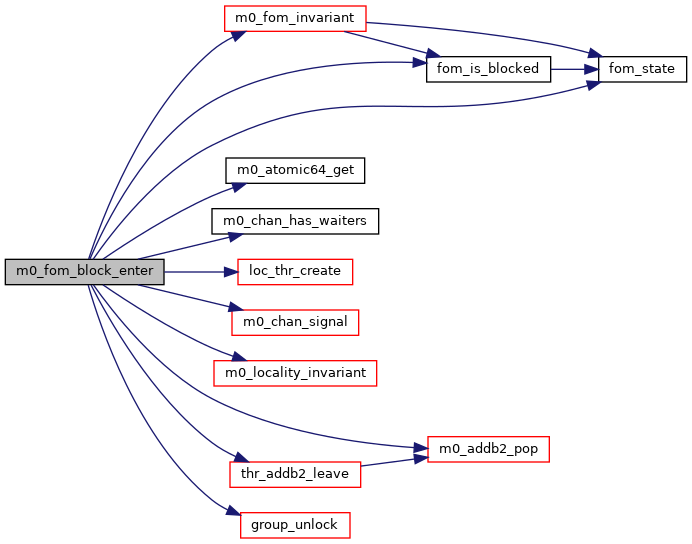 m0_fom_invariant
fom_is_blocked
fom_state
m0_atomic64_get
m0_chan_has_waiters
m0_fom_block_enter
loc_thr_create
m0_chan_signal
m0_locality_invariant
m0_addb2_pop
thr_addb2_leave
group_unlock